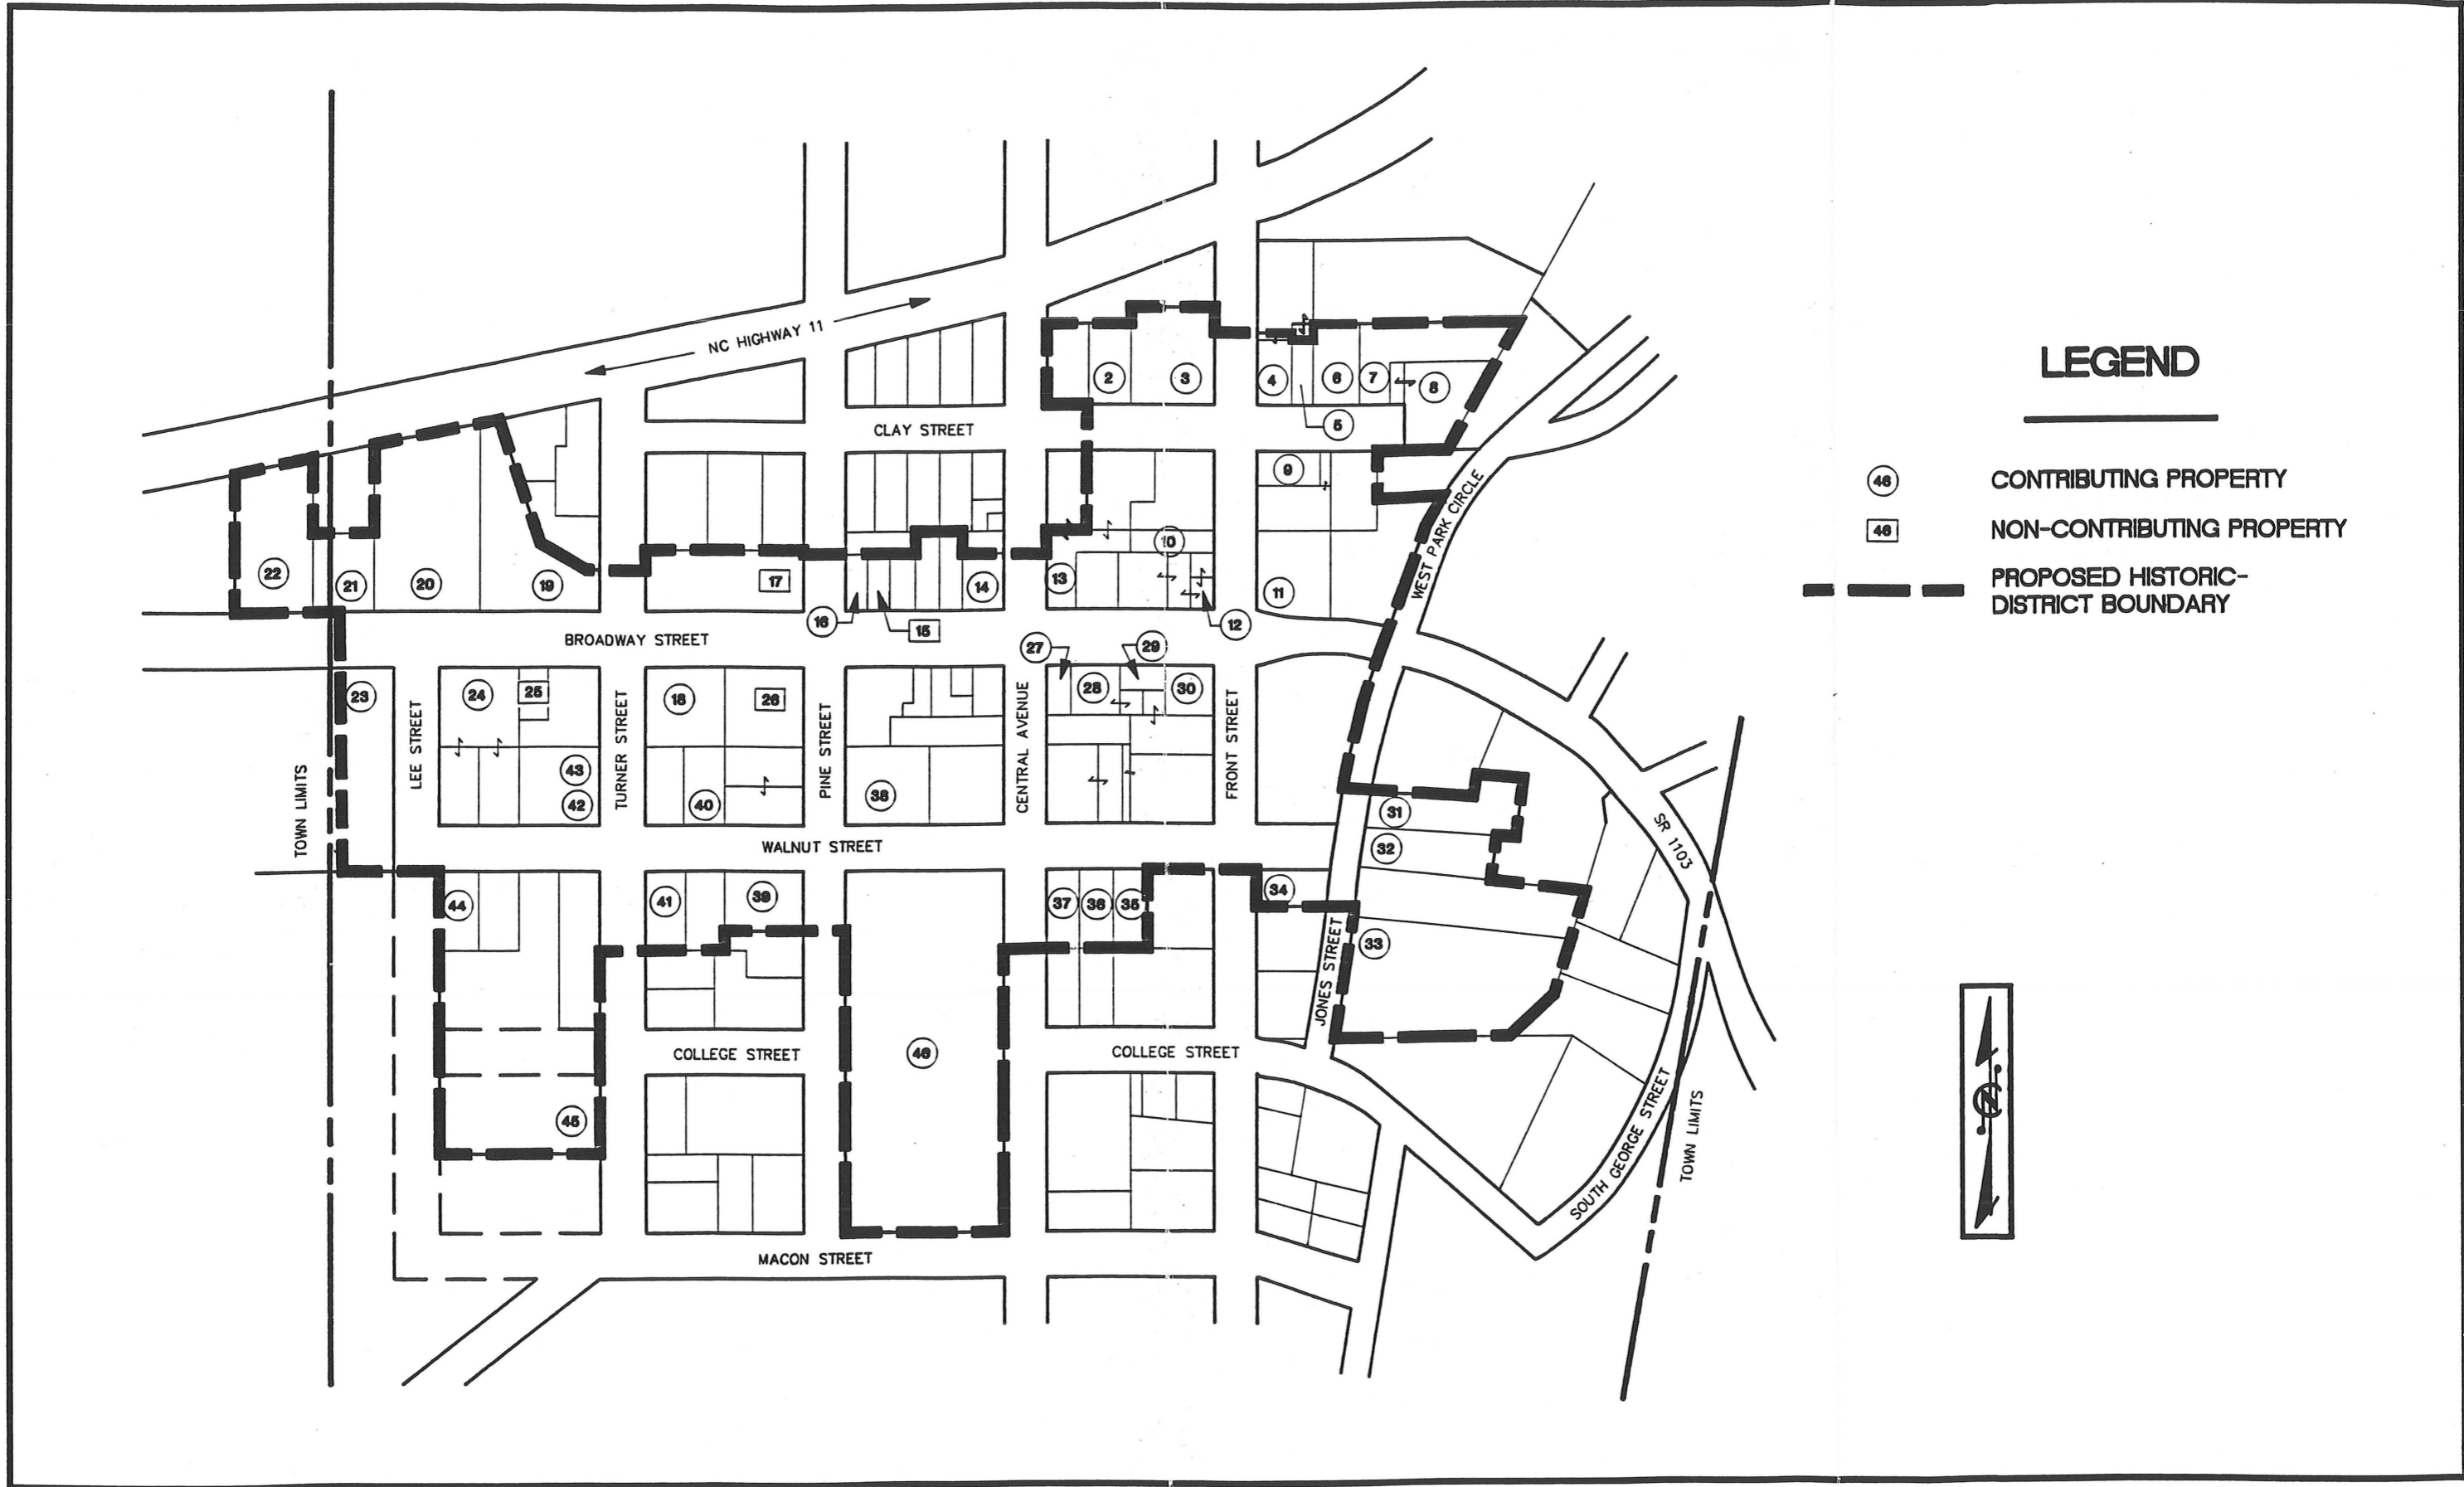 NC HIGHWAY 11
2
3
4
6
7
8
5
CLAY STREET
9
10
WEST PARK CIRCLE
22
21
20
19
17
14
13
11
16
15
12
BROADWAY STREET
27
29
23
24
25
18
26
28
30
TOWN LIMITS
LEE STREET
TURNER STREET
PINE STREET
CENTRAL AVENUE
FRONT STREET
43
42
40
38
31
32
SR 1103
WALNUT STREET
44
41
39
37
36
35
34
33
JONES STREET
COLLEGE STREET
46
COLLEGE STREET
45
SOUTH GEORGE STREET
TOWN LIMITS
MACON STREET
LEGEND
46 CONTRIBUTING PROPERTY
46 NON-CONTRIBUTING PROPERTY
PROPOSED HISTORIC-
DISTRICT BOUNDARY
N